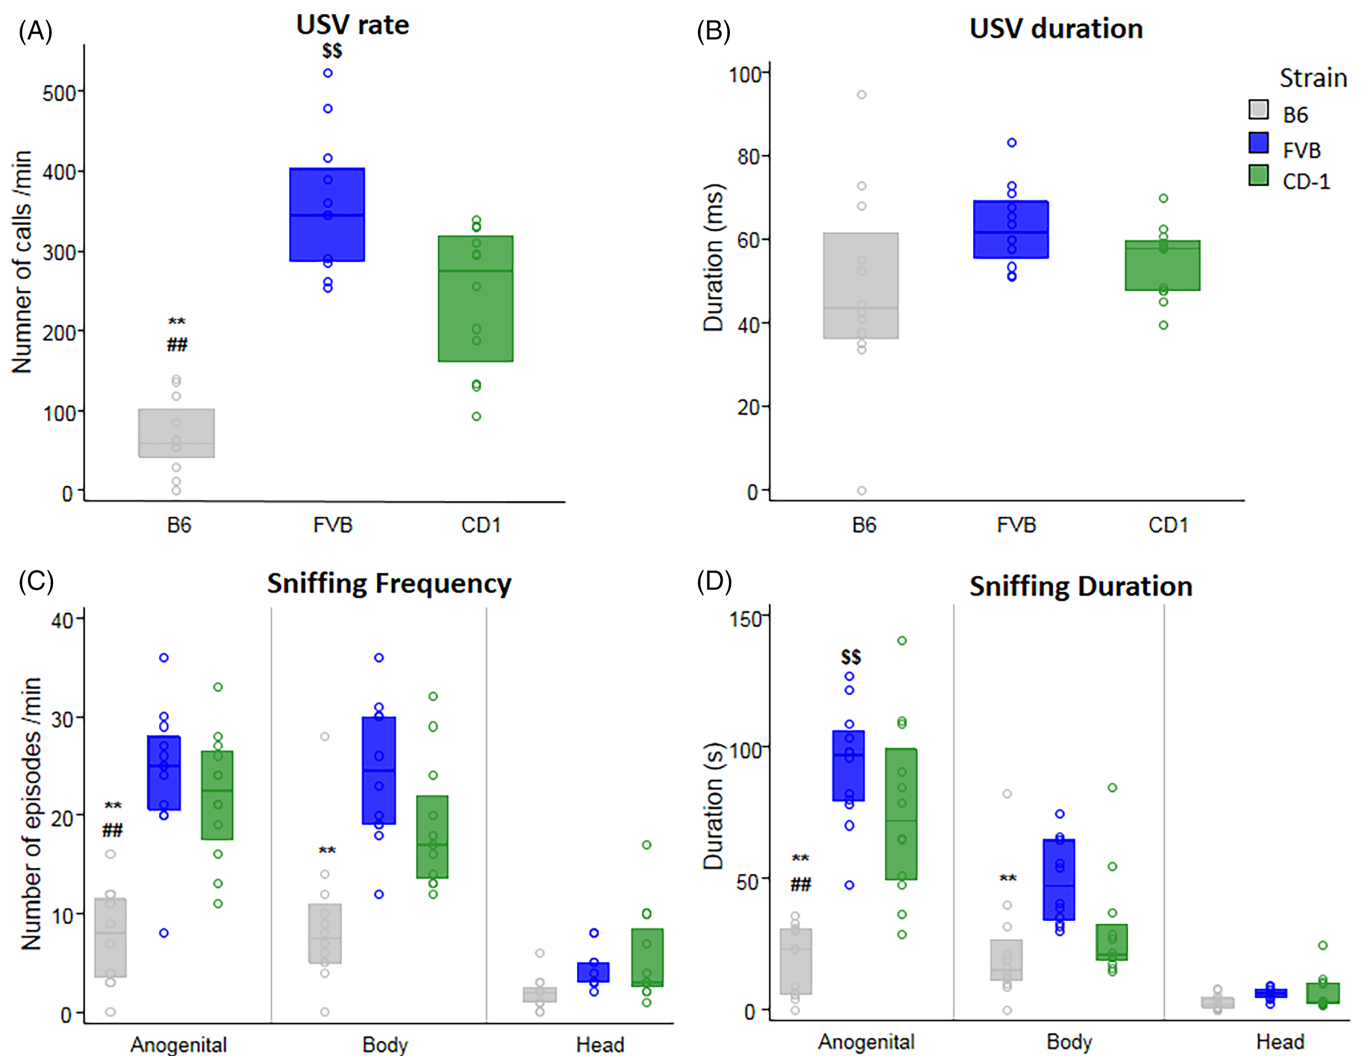 (A)
USV rate
$$
500
400
300
200
100
0
Numner of calls /min
**
##
B6
FVB
CD1
(B)
USV duration
100
80
60
40
20
0
Duration (ms)
B6
FVB
CD1
Strain
B6
FVB
CD-1
(C)
Sniffing Frequency
40
30
20
10
0
Number of episodes /min
**
##
**
Anogenital
Body
Head
(D)
Sniffing Duration
150
100
50
0
Duration (s)
$$
**
##
**
Anogenital
Body
Head